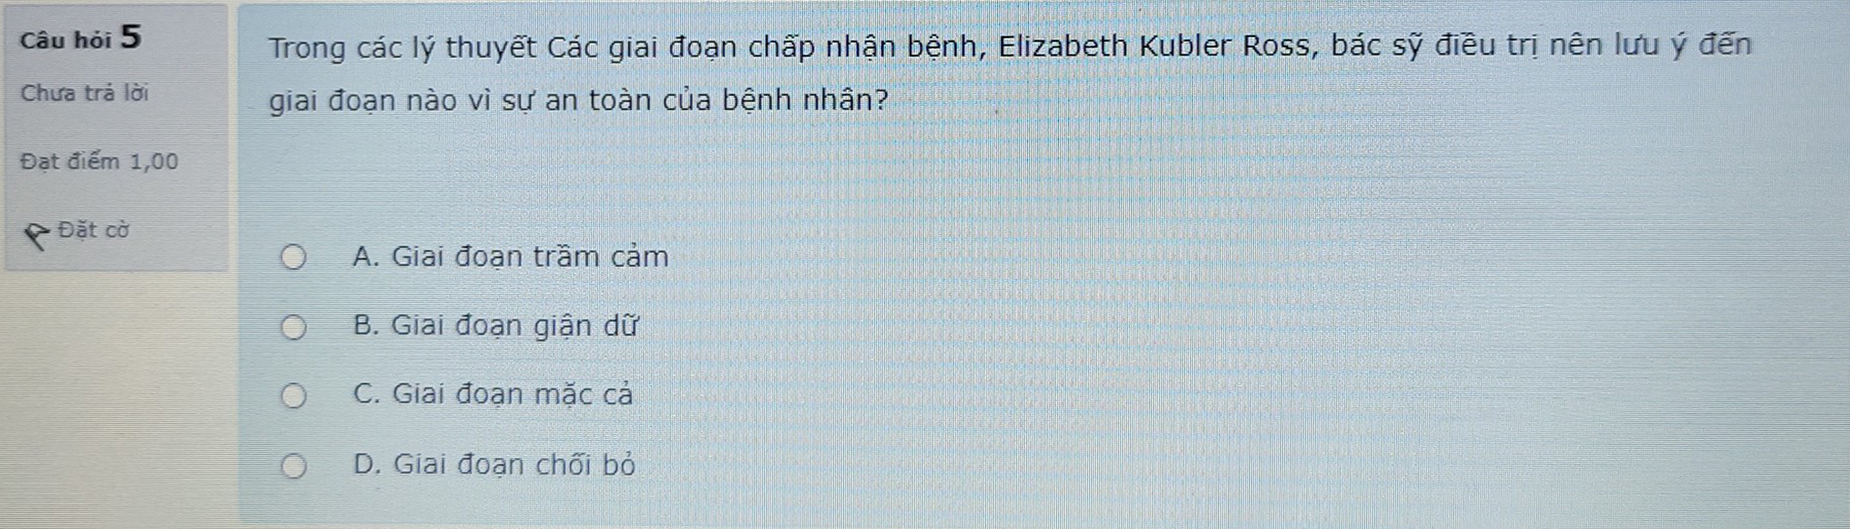 Câu hỏi 5
Chưa trả lời
Đạt điểm 1,00
Đặt cờ
Trong các lý thuyết Các giai đoạn chấp nhận bệnh, Elizabeth Kubler Ross, bác sỹ điều trị nên lưu ý đến
giai đoạn nào vì sự an toàn của bệnh nhân?
A. Giai đoạn trầm cảm
B. Giai đoạn giận dữ
C. Giai đoạn mặc cả
D. Giai đoạn chối bỏ